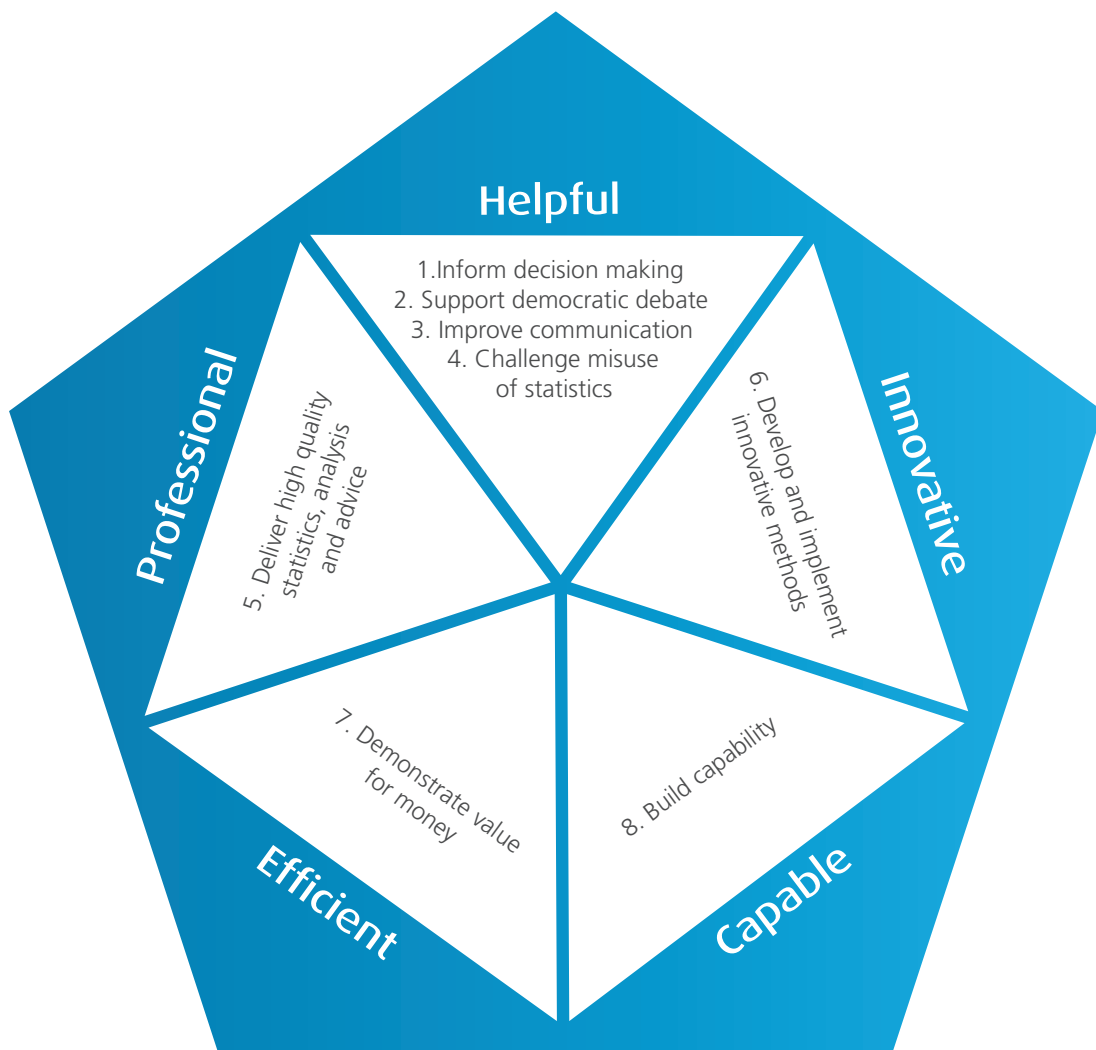 Helpful
1.Inform decision making
2. Support democratic debate
3. Improve communication
4. Challenge misuse
of statistics
Professional
5. Deliver high quality
statistics, analysis
and advice
Innovative
6. Develop and implement
innovative methods
Efficient
7. Demonstrate value
for money
Capable
8. Build capability